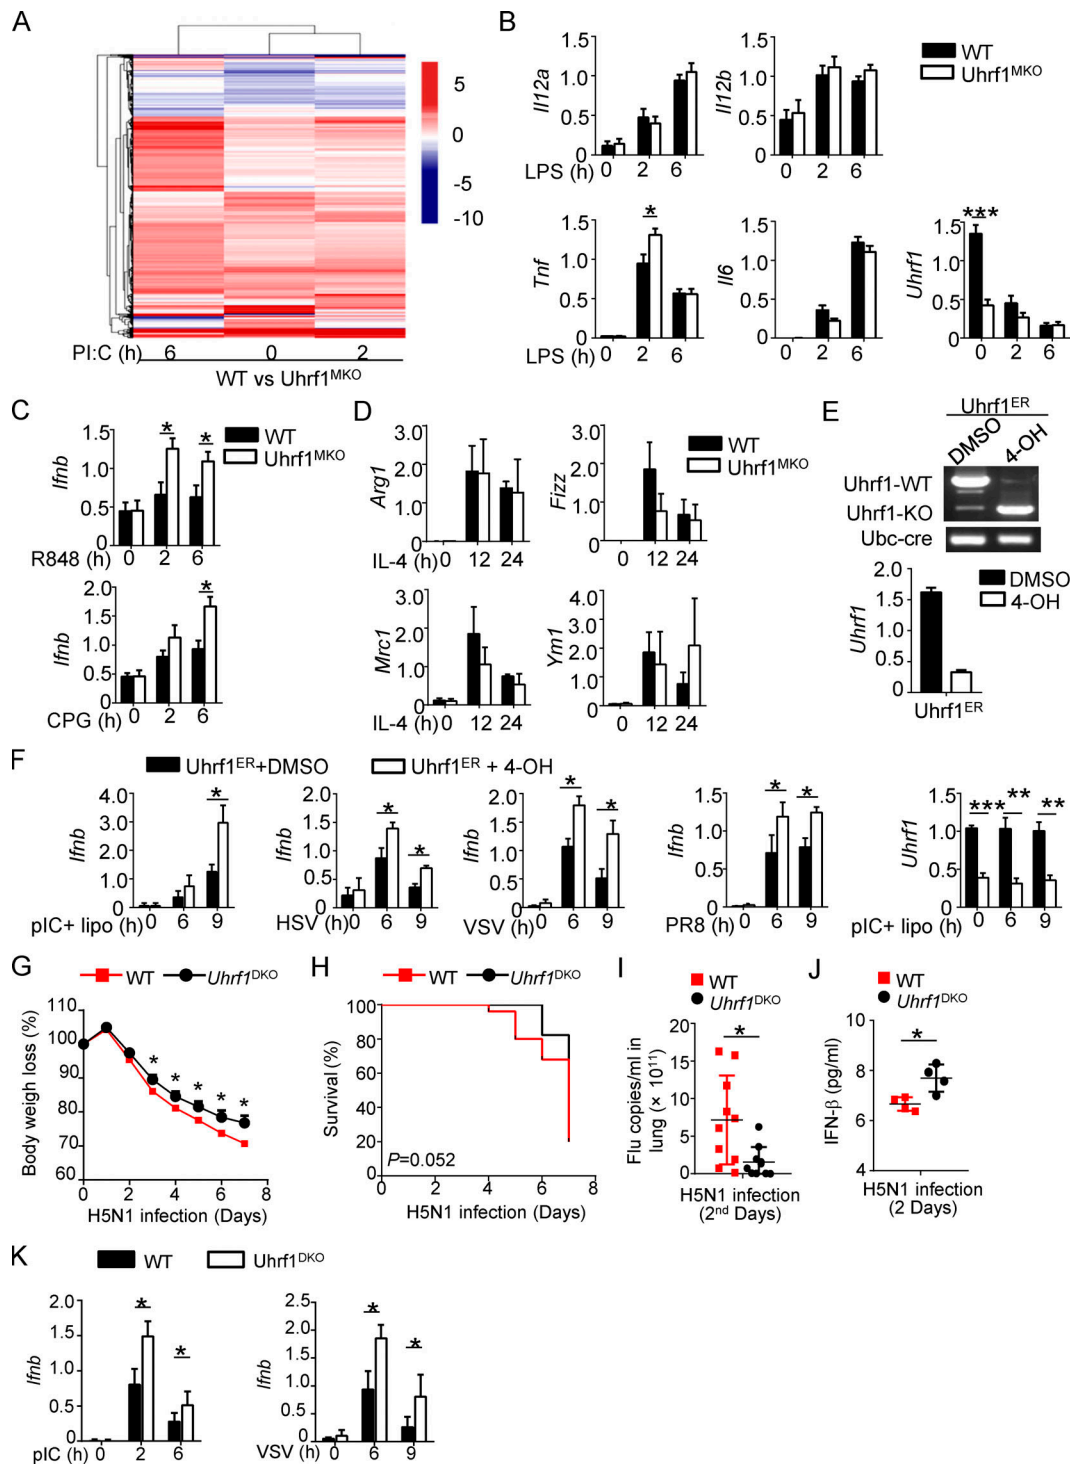 A
5
0
-5
-10
PI:C (h) 6 0 2
WT vs Uhrf1MKO
B
WT
Uhrf1MKO
Il12a
1.5
1.0
0.5
0
LPS (h) 0 2 6
Il12b
1.5
1.0
0.5
0
0 2 6
Tnf
1.5
1.0
0.5
0
*
LPS (h) 0 2 6
Il6
1.5
1.0
0.5
0
0 2 6
Uhrf1
***
1.5
1.0
0.5
0
0 2 6
LPS (h)
C
WT
Uhrf1MKO
Ifnb
1.5
1.0
0.5
0
* *
R848 (h) 0 2 6
Ifnb
2.0
1.5
1.0
0.5
0
*
CPG (h) 0 2 6
D
WT
Uhrf1MKO
Arg1
3.0
2.0
1.0
0
IL-4 (h) 0 12 24
Fizz
3.0
2.0
1.0
0
0 12 24
Mrc1
3.0
2.0
1.0
0
IL-4 (h) 0 12 24
Ym1
4.0
3.0
2.0
1.0
0
0 12 24
E
Uhrf1ER
DMSO 4-OH
Uhrf1-WT
Uhrf1-KO
Ubc-cre
DMSO
4-OH
Uhrf1
2.0
1.5
1.0
0.5
0
Uhrf1ER
F
Uhrf1ER+DMSO Uhrf1ER + 4-OH
Ifnb
4.0
3.0
2.0
1.0
0
*
pIC+ lipo (h) 0 6 9
Ifnb
2.0
1.5
1.0
0.5
0
* *
HSV (h) 0 6 9
Ifnb
2.0
1.5
1.0
0.5
0
* *
VSV (h) 0 6 9
Ifnb
1.5
1.0
0.5
0
* *
PR8 (h) 0 6 9
Uhrf1
1.5
1.0
0.5
0
*** ** **
pIC+ lipo (h) 0 6 9
G
WT Uhrf1DKO
Body weigh loss (%)
110
100
90
80
70
60
* * * * *
0 2 4 6 8
H5N1 infection (Days)
H
WT Uhrf1DKO
Survival (%)
100
80
60
40
20
0
P=0.052
0 2 4 6 8
H5N1 infection (Days)
I
WT
Uhrf1DKO
Flu copies/ml in
lung (× 1011)
20
15
10
5
0
*
H5N1 infection
(2nd Days)
J
WT
Uhrf1DKO
IFN-β (pg/ml)
8
6
4
*
H5N1 infection
(2 Days)
K
WT Uhrf1DKO
Ifnb
2.0
1.5
1.0
0.5
0
* *
pIC (h) 0 2 6
Ifnb
2.5
2.0
1.5
1.0
0.5
0
* *
VSV (h) 0 6 9